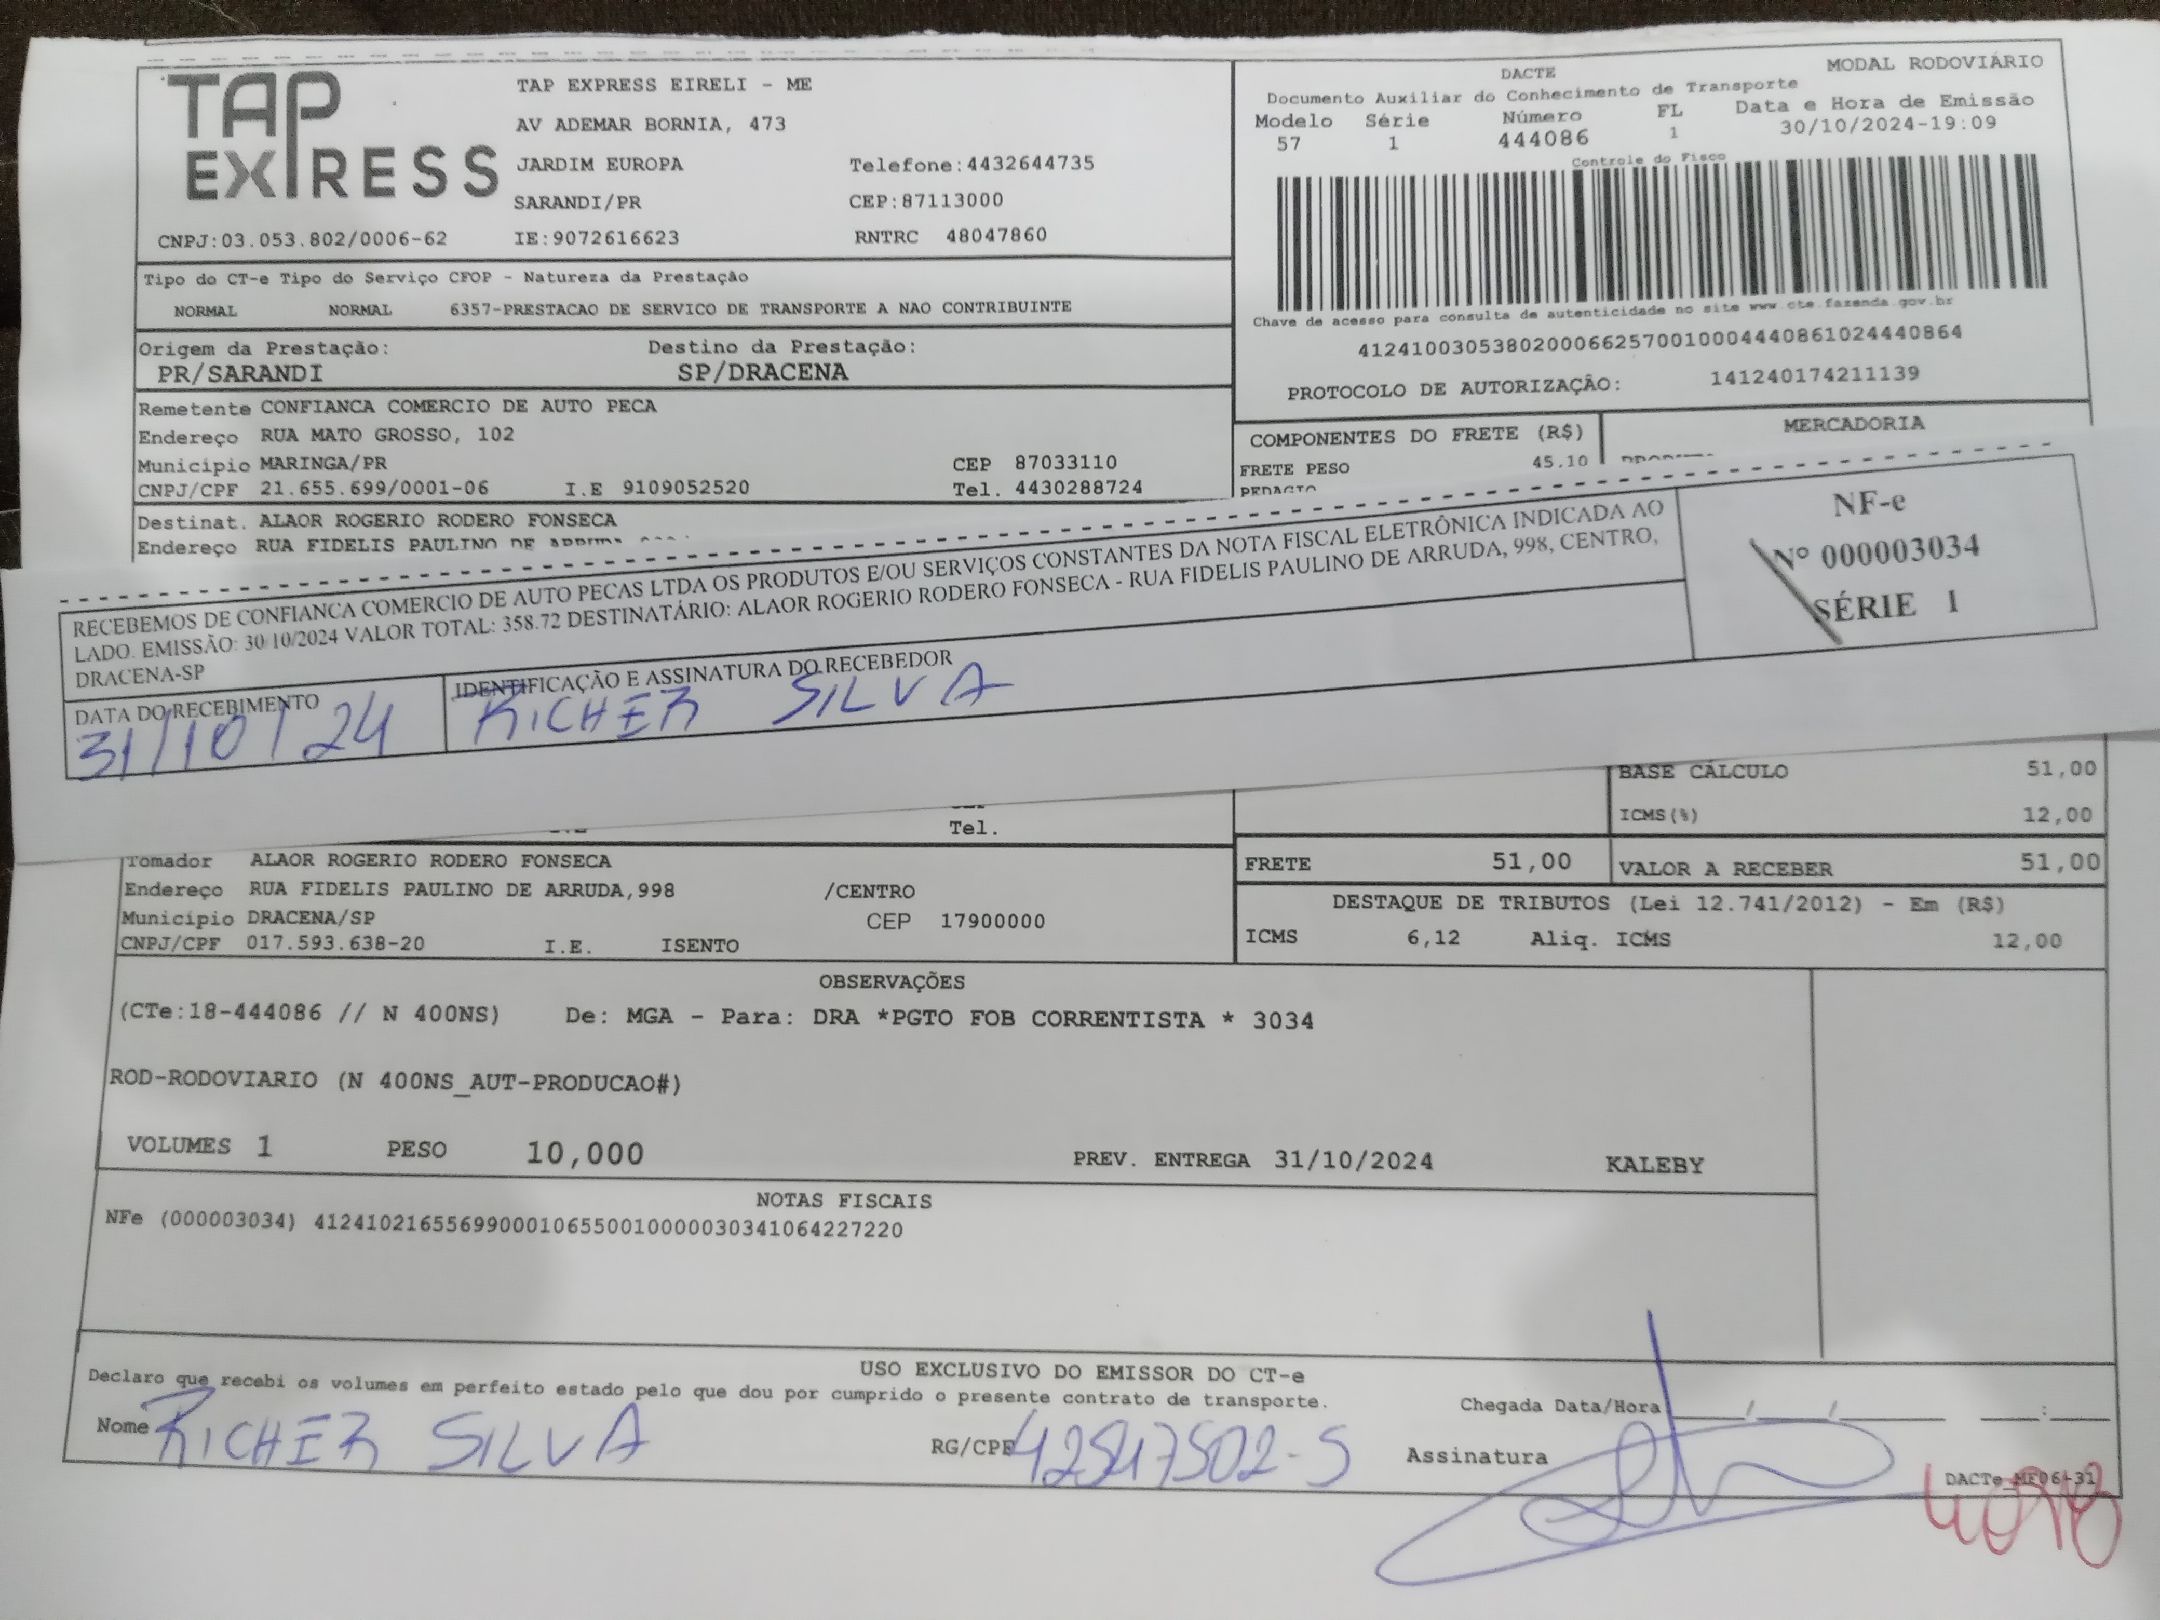 TAP EXPRESS
TAP EXPRESS EIRELI - ME
AV ADEMAR BORNIA, 473
JARDIM EUROPA Telefone:4432644735
SARANDI/PR CEP:87113000
CNPJ:03.053.802/0006-62 IE:9072616623 RNTRC 48047860
MODAL RODOVIÁRIO
DACTE
Documento Auxiliar do Conhecimento de Transporte
Modelo Série Número FL Data e Hora de Emissão
57 1 444086 1 30/10/2024-19:09
Controle do Fisco
Chave de acesso para consulta de autenticidade no site www.cte.fazenda.gov.br
41241003053802000662570010004440861024440864
PROTOCOLO DE AUTORIZAÇÃO: 141240174211139
Tipo do CT-e Tipo do Serviço CFOP - Natureza da Prestação
NORMAL NORMAL 6357-PRESTACAO DE SERVICO DE TRANSPORTE A NAO CONTRIBUINTE
Origem da Prestação: Destino da Prestação:
PR/SARANDI SP/DRACENA
Remetente CONFIANCA COMERCIO DE AUTO PECA
Endereço RUA MATO GROSSO, 102
Município MARINGA/PR CEP 87033110
CNPJ/CPF 21.655.699/0001-06 I.E 9109052520 Tel. 4430288724
COMPONENTES DO FRETE (R$) MERCADORIA
FRETE PESO 45.10
PEDAGIO
Destinat. ALAOR ROGERIO RODERO FONSECA
Endereço RUA FIDELIS PAULINO DE ARRUDA
RECEBEMOS DE CONFIANCA COMERCIO DE AUTO PECAS LTDA OS PRODUTOS E/OU SERVIÇOS CONSTANTES DA NOTA FISCAL ELETRÔNICA INDICADA AO
LADO. EMISSÃO: 30/10/2024 VALOR TOTAL: 358.72 DESTINATÁRIO: ALAOR ROGERIO RODERO FONSECA - RUA FIDELIS PAULINO DE ARRUDA, 998, CENTRO,
DRACENA-SP
NF-e
Nº 000003034
SÉRIE 1
DATA DO RECEBIMENTO IDENTIFICAÇÃO E ASSINATURA DO RECEBEDOR
31/10/24 RICHER SILVA
BASE CÁLCULO 51,00
ICMS(%) 12,00
Tel.
FRETE 51,00 VALOR A RECEBER 51,00
Tomador ALAOR ROGERIO RODERO FONSECA
Endereço RUA FIDELIS PAULINO DE ARRUDA,998 /CENTRO
Município DRACENA/SP CEP 17900000
CNPJ/CPF 017.593.638-20 I.E. ISENTO
DESTAQUE DE TRIBUTOS (Lei 12.741/2012) - Em (R$)
ICMS 6,12 Aliq. ICMS 12,00
OBSERVAÇÕES
(CTe:18-444086 // N 400NS) De: MGA - Para: DRA *PGTO FOB CORRENTISTA * 3034
ROD-RODOVIARIO (N 400NS_AUT-PRODUCAO#)
VOLUMES 1 PESO 10,000 PREV. ENTREGA 31/10/2024 KALEBY
NOTAS FISCAIS
NFe (000003034) 41241021655699000106550010000030341064227220
USO EXCLUSIVO DO EMISSOR DO CT-e
Declaro que recebi os volumes em perfeito estado pelo que dou por cumprido o presente contrato de transporte.
Chegada Data/Hora __/__/____ __:__
Nome RICHER SILVA RG/CPF 42847502-5 Assinatura
DACTe_MF06-31